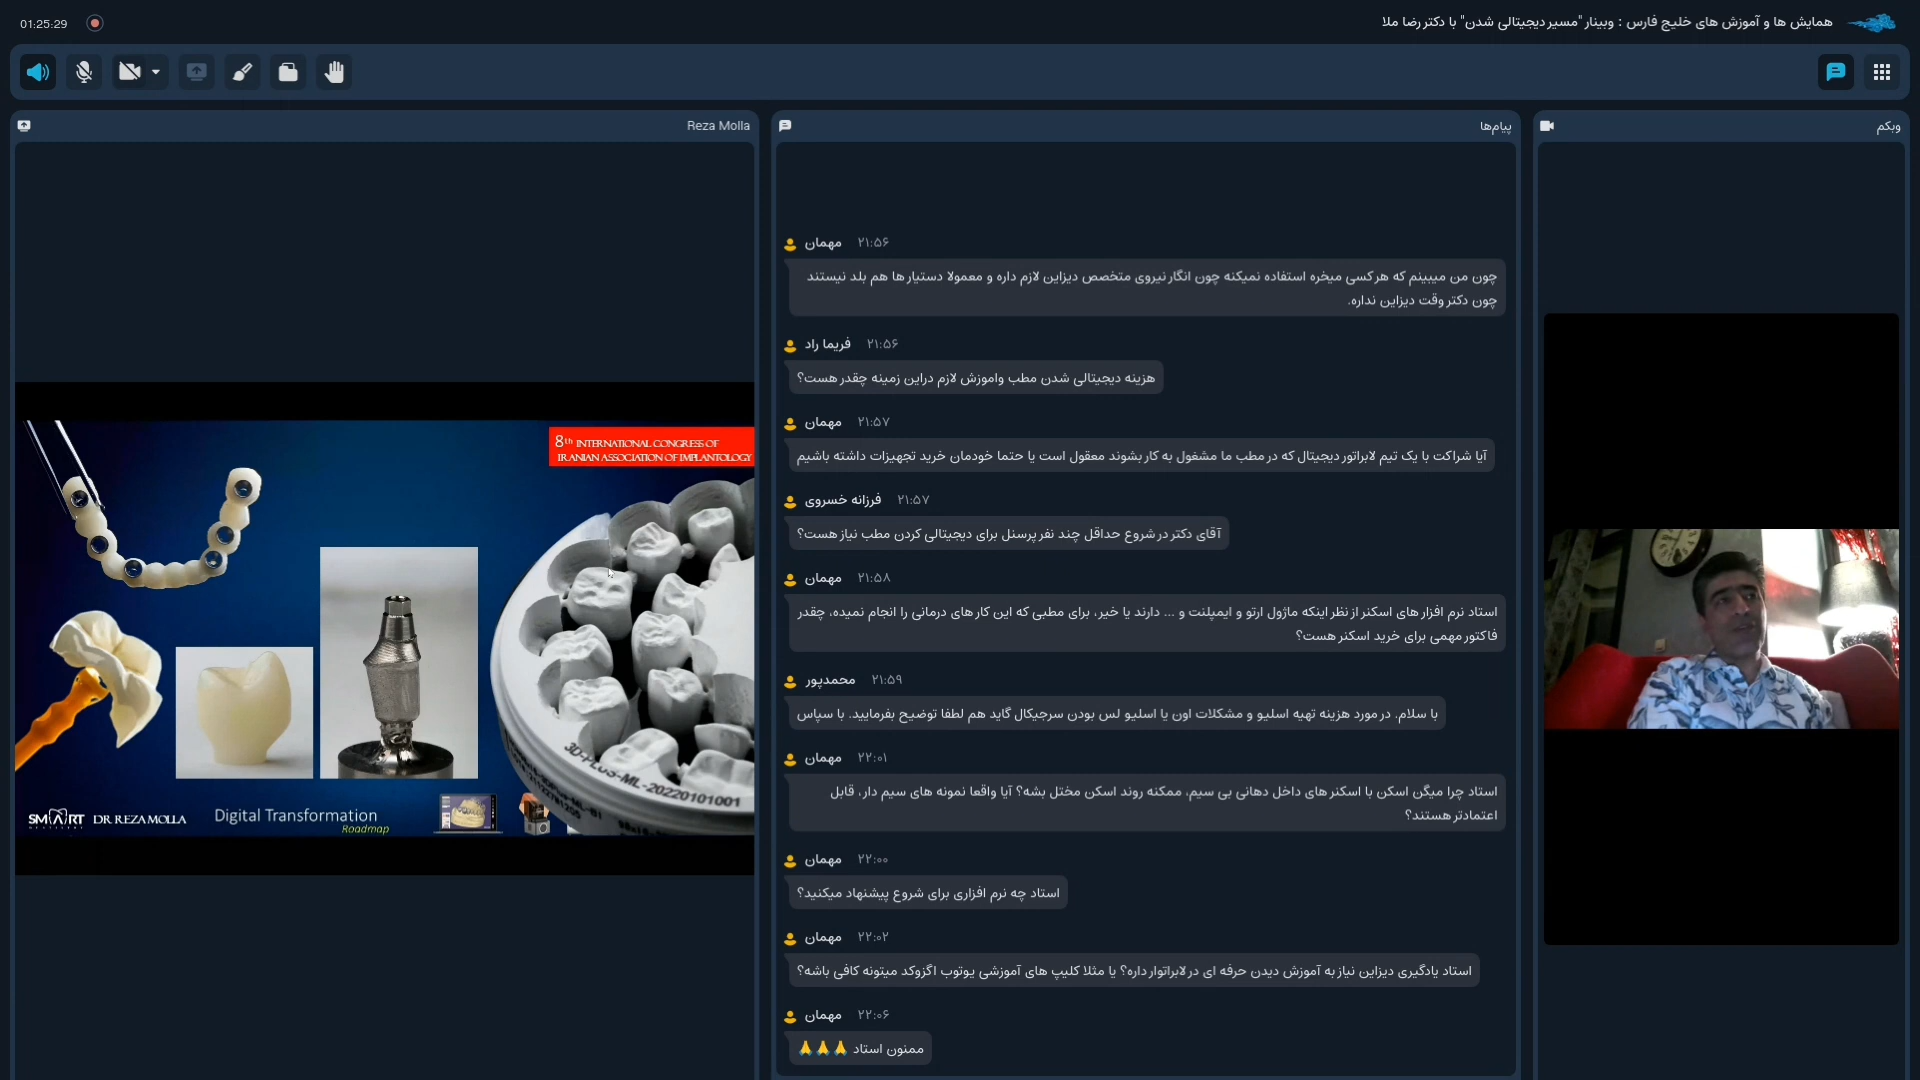 01:25:29
همایش ها و آموزش های خلیج فارس : وبینار "مسیر دیجیتالی شدن" با دکتر رضا ملا
Reza Molla
8th INTERNATIONAL CONGRESS OF
IRANIAN ASSOCIATION OF IMPLANTOLOGY
3D-PLUS-ML-20220101001
SMART
DR REZA MOLLA
Digital Transformation
Roadmap
پیام‌ها
مهمان ۲۱:۵۶
چون من میبینم که هر کسی میخره استفاده نمیکنه چون انگار نیروی متخصص دیزاین لازم داره و معمولا دستیار ها هم بلد نیستند
چون دکتر وقت دیزاین نداره.
فریما راد ۲۱:۵۶
هزینه دیجیتالی شدن مطب واموزش لازم دراین زمینه چقدر هست؟
مهمان ۲۱:۵۷
آیا شراکت با یک تیم لابراتور دیجیتال که در مطب ما مشغول به کار بشوند معقول است یا حتما خودمان خرید تجهیزات داشته باشیم
فرزانه خسروی ۲۱:۵۷
آقای دکتر در شروع حداقل چند نفر پرسنل برای دیجیتالی کردن مطب نیاز هست؟
مهمان ۲۱:۵۸
استاد نرم افزار های اسکنر از نظر اینکه ماژول ارتو و ایمپلنت و ... دارند یا خیر، برای مطبی که این کار های درمانی را انجام نمیده، چقدر
فاکتور مهمی برای خرید اسکنر هست؟
محمدپور ۲۱:۵۹
با سلام. در مورد هزینه تهیه اسلیو و مشکلات اون یا اسلیو لس بودن سرجیکال گاید هم لطفا توضیح بفرمایید. با سپاس
مهمان ۲۲:۰۱
استاد چرا میگن اسکن با اسکنر های داخل دهانی بی سیم، ممکنه روند اسکن مختل بشه؟ آیا واقعا نمونه های سیم دار، قابل
اعتمادتر هستند؟
مهمان ۲۲:۰۰
استاد چه نرم افزاری برای شروع پیشنهاد میکنید؟
مهمان ۲۲:۰۲
استاد یادگیری دیزاین نیاز به آموزش دیدن حرفه ای در لابراتوار داره؟ یا مثلا کلیپ های آموزشی یوتوب اگزوکد میتونه کافی باشه؟
مهمان ۲۲:۰۶
ممنون استاد 🙏🙏🙏
وبکم